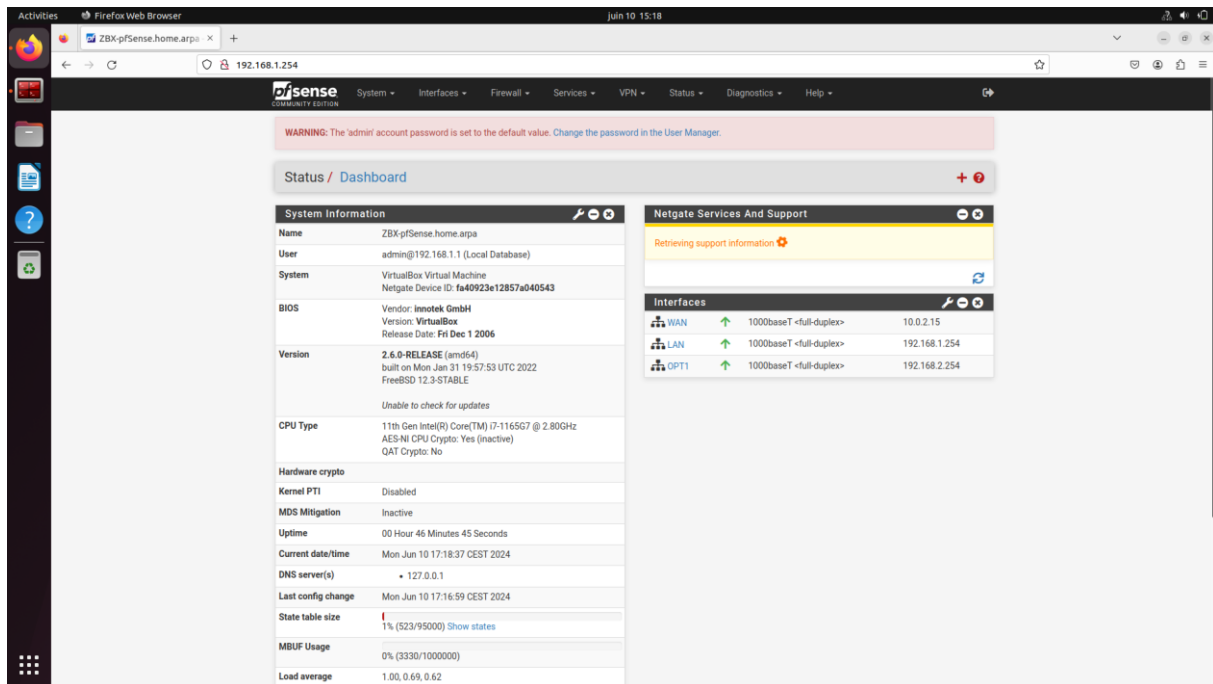 Activities
Firefox Web Browser
juin 10 15:18
ZBX-pfSense.home.arpa
192.168.1.254
pfsense
COMMUNITY EDITION
System
Interfaces
Firewall
Services
VPN
Status
Diagnostics
Help
WARNING: The 'admin' account password is set to the default value. Change the password in the User Manager.
Status / Dashboard
System Information
Name ZBX-pfSense.home.arpa
User admin@192.168.1.1 (Local Database)
System VirtualBox Virtual Machine
Netgate Device ID: fa40923e12857a040543
BIOS Vendor: innotek GmbH
Version: VirtualBox
Release Date: Fri Dec 1 2006
Version 2.6.0-RELEASE (amd64)
built on Mon Jan 31 19:57:53 UTC 2022
FreeBSD 12.3-STABLE
Unable to check for updates
CPU Type 11th Gen Intel(R) Core(TM) i7-1165G7 @ 2.80GHz
AES-NI CPU Crypto: Yes (inactive)
QAT Crypto: No
Hardware crypto
Kernel PTI Disabled
MDS Mitigation Inactive
Uptime 00 Hour 46 Minutes 45 Seconds
Current date/time Mon Jun 10 17:18:37 CEST 2024
DNS server(s) • 127.0.0.1
Last config change Mon Jun 10 17:16:59 CEST 2024
State table size
1% (523/95000) Show states
MBUF Usage
0% (3330/1000000)
Load average 1.00, 0.69, 0.62
Netgate Services And Support
Retrieving support information
Interfaces
WAN 1000baseT <full-duplex> 10.0.2.15
LAN 1000baseT <full-duplex> 192.168.1.254
OPT1 1000baseT <full-duplex> 192.168.2.254